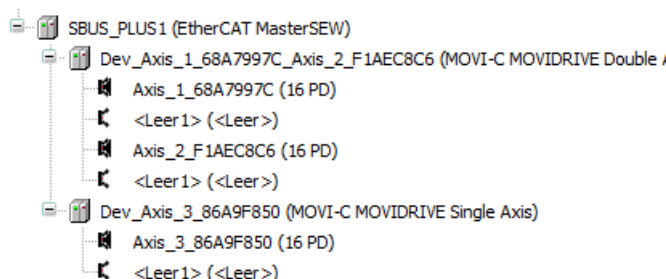 SBUS_PLUS1 (EtherCAT MasterSEW)
Dev_Axis_1_68A7997C_Axis_2_F1AEC8C6 (MOVI-C MOVIDRIVE Double
Axis_1_68A7997C (16 PD)
<Leer1> (<Leer>)
Axis_2_F1AEC8C6 (16 PD)
<Leer1> (<Leer>)
Dev_Axis_3_86A9F850 (MOVI-C MOVIDRIVE Single Axis)
Axis_3_86A9F850 (16 PD)
<Leer1> (<Leer>)